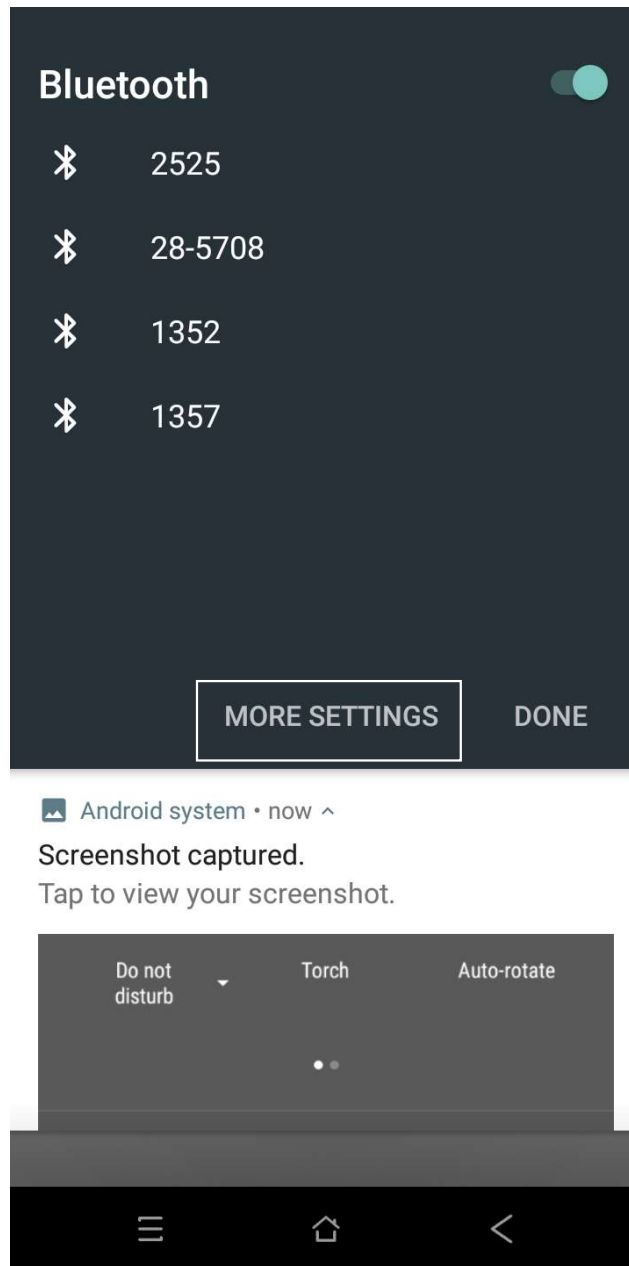 Bluetooth
2525
28-5708
1352
1357
MORE SETTINGS DONE
Android system • now
Screenshot captured.
Tap to view your screenshot.
Do not disturb
Torch
Auto-rotate